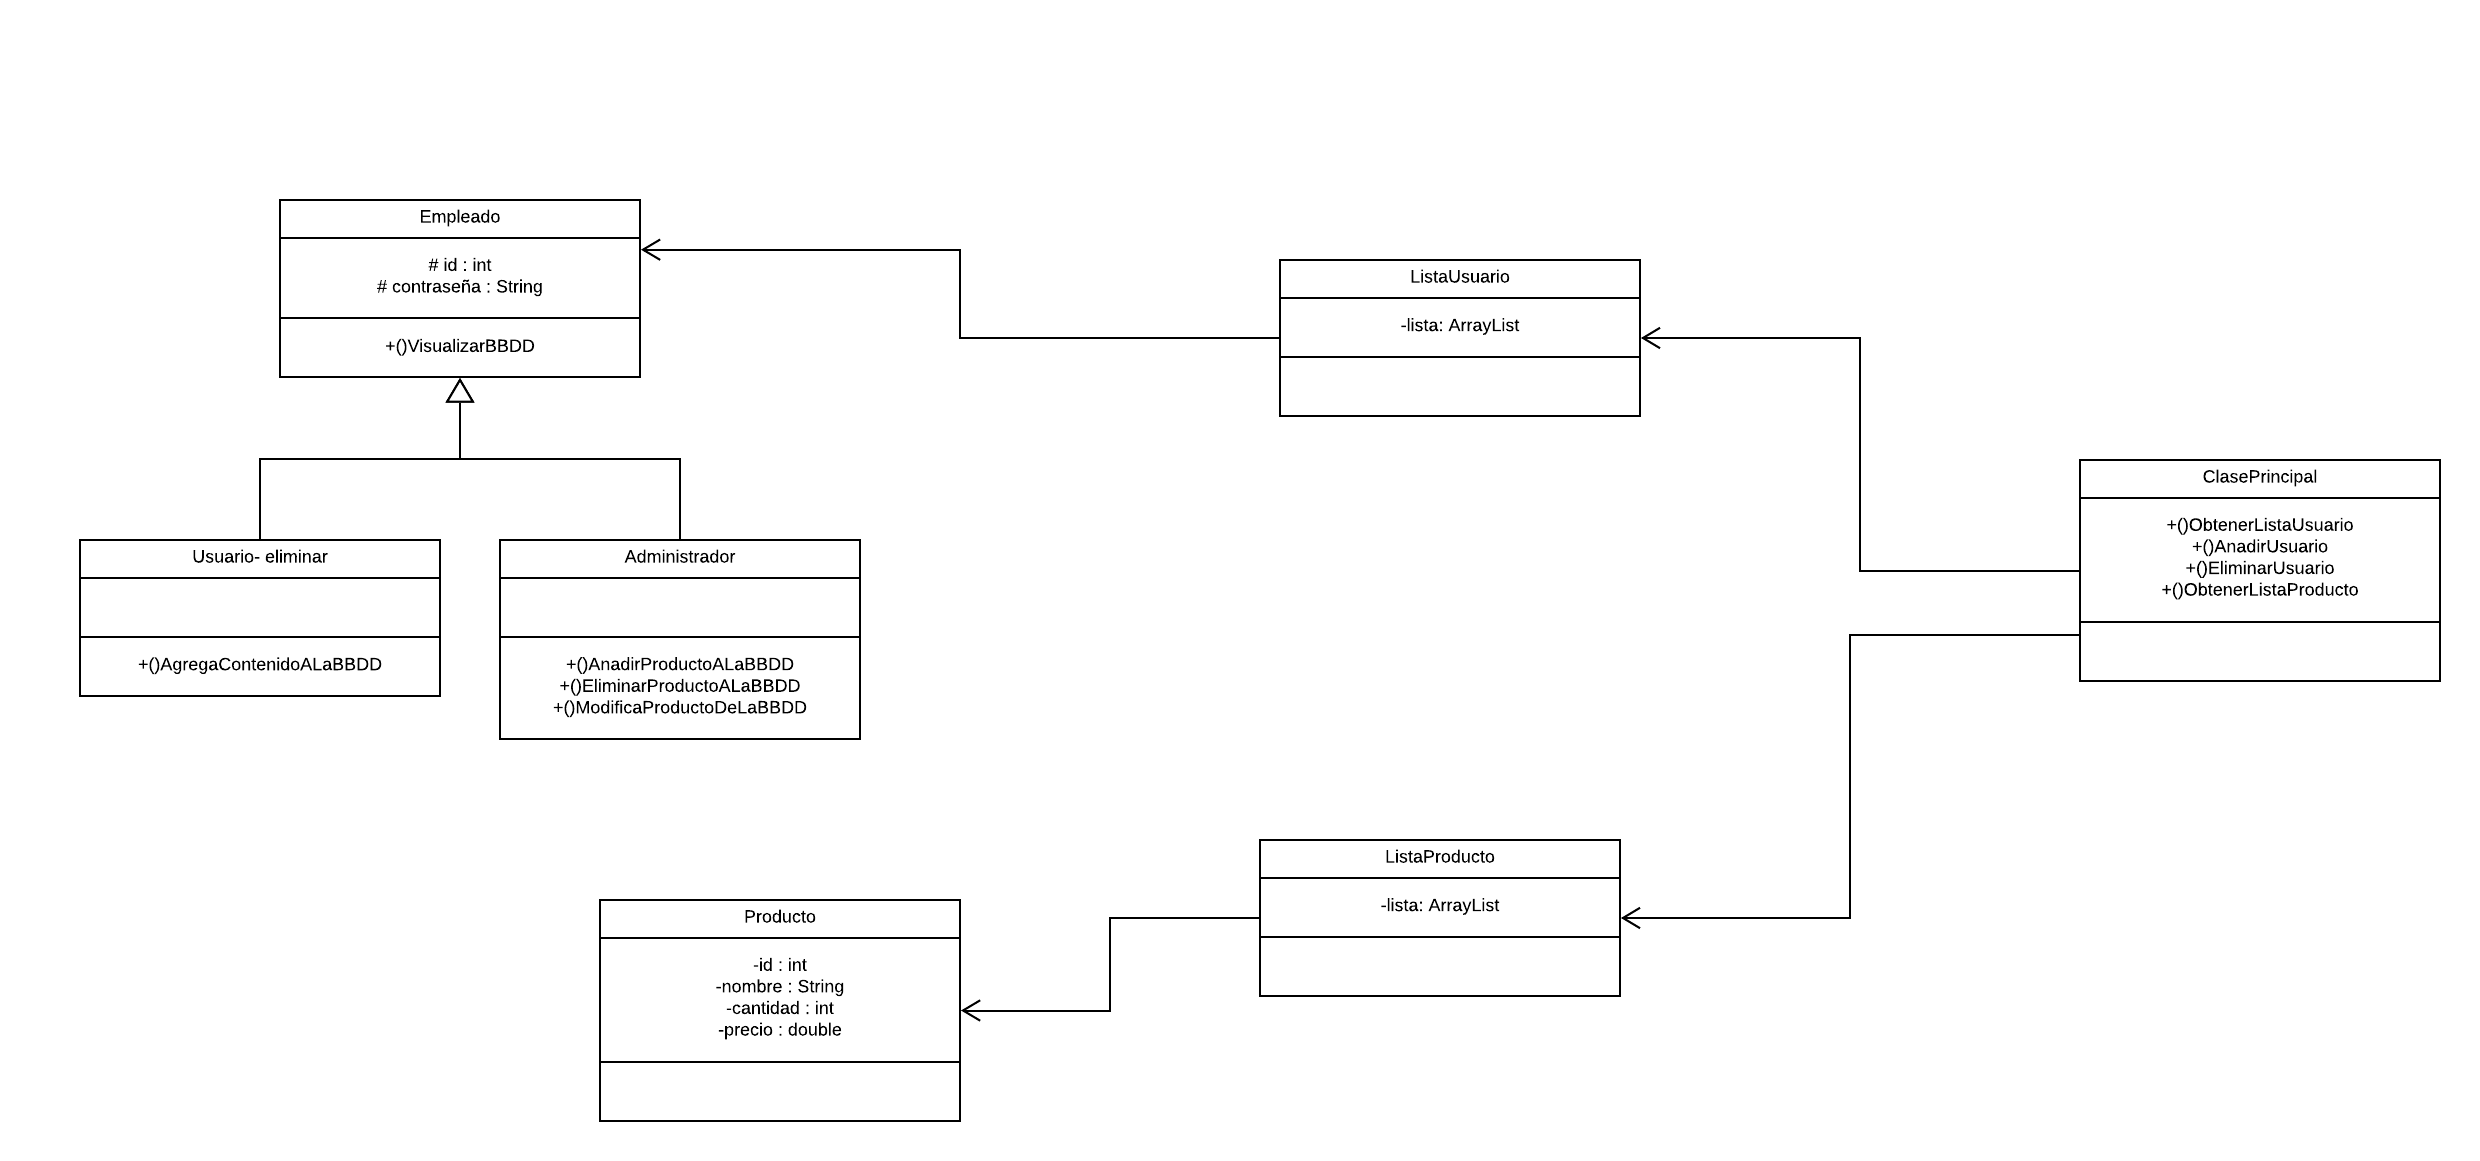 Empleado
# id : int
# contraseña : String
+()VisualizarBBDD
ListaUsuario
-lista: ArrayList
ClasePrincipal
+()ObtenerListaUsuario
+()AnadirUsuario
+()EliminarUsuario
+()ObtenerListaProducto
Usuario- eliminar
+()AgregaContenidoALaBBDD
Administrador
+()AnadirProductoALaBBDD
+()EliminarProductoALaBBDD
+()ModificaProductoDeLaBBDD
ListaProducto
-lista: ArrayList
Producto
-id : int
-nombre : String
-cantidad : int
-precio : double